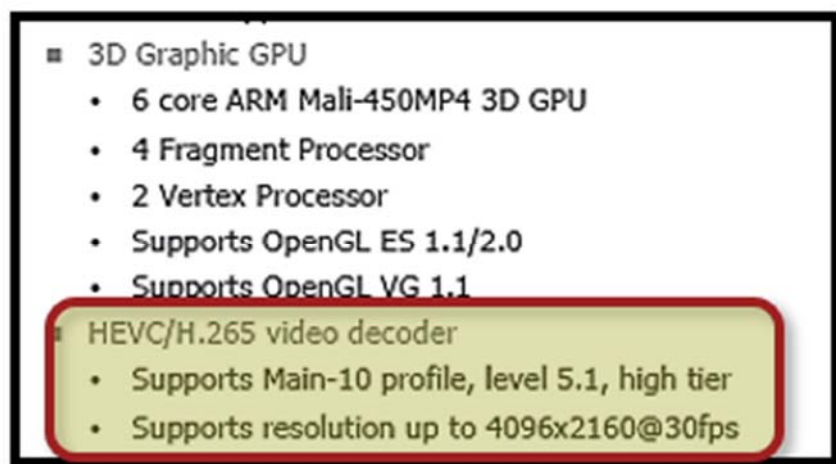 3D Graphic GPU
• 6 core ARM Mali-450MP4 3D GPU
• 4 Fragment Processor
• 2 Vertex Processor
• Supports OpenGL ES 1.1/2.0
• Supports OpenGL VG 1.1
HEVC/H.265 video decoder
• Supports Main-10 profile, level 5.1, high tier
• Supports resolution up to 4096x2160@30fps